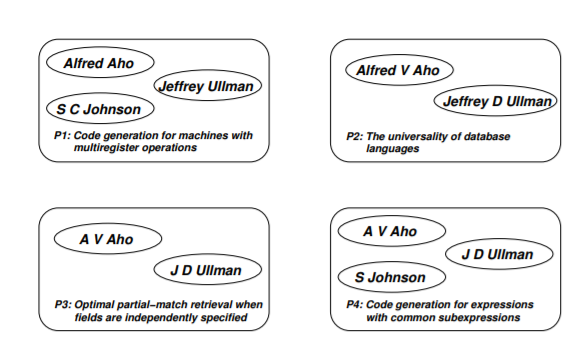 Alfred Aho
Jeffrey Ullman
S C Johnson
P1: Code generation for machines with
multiregister operations
Alfred V Aho
Jeffrey D Ullman
P2: The universality of database
languages
A V Aho
J D Ullman
P3: Optimal partial−match retrieval when
fields are independently specified
A V Aho
J D Ullman
S Johnson
P4: Code generation for expressions
with common subexpressions